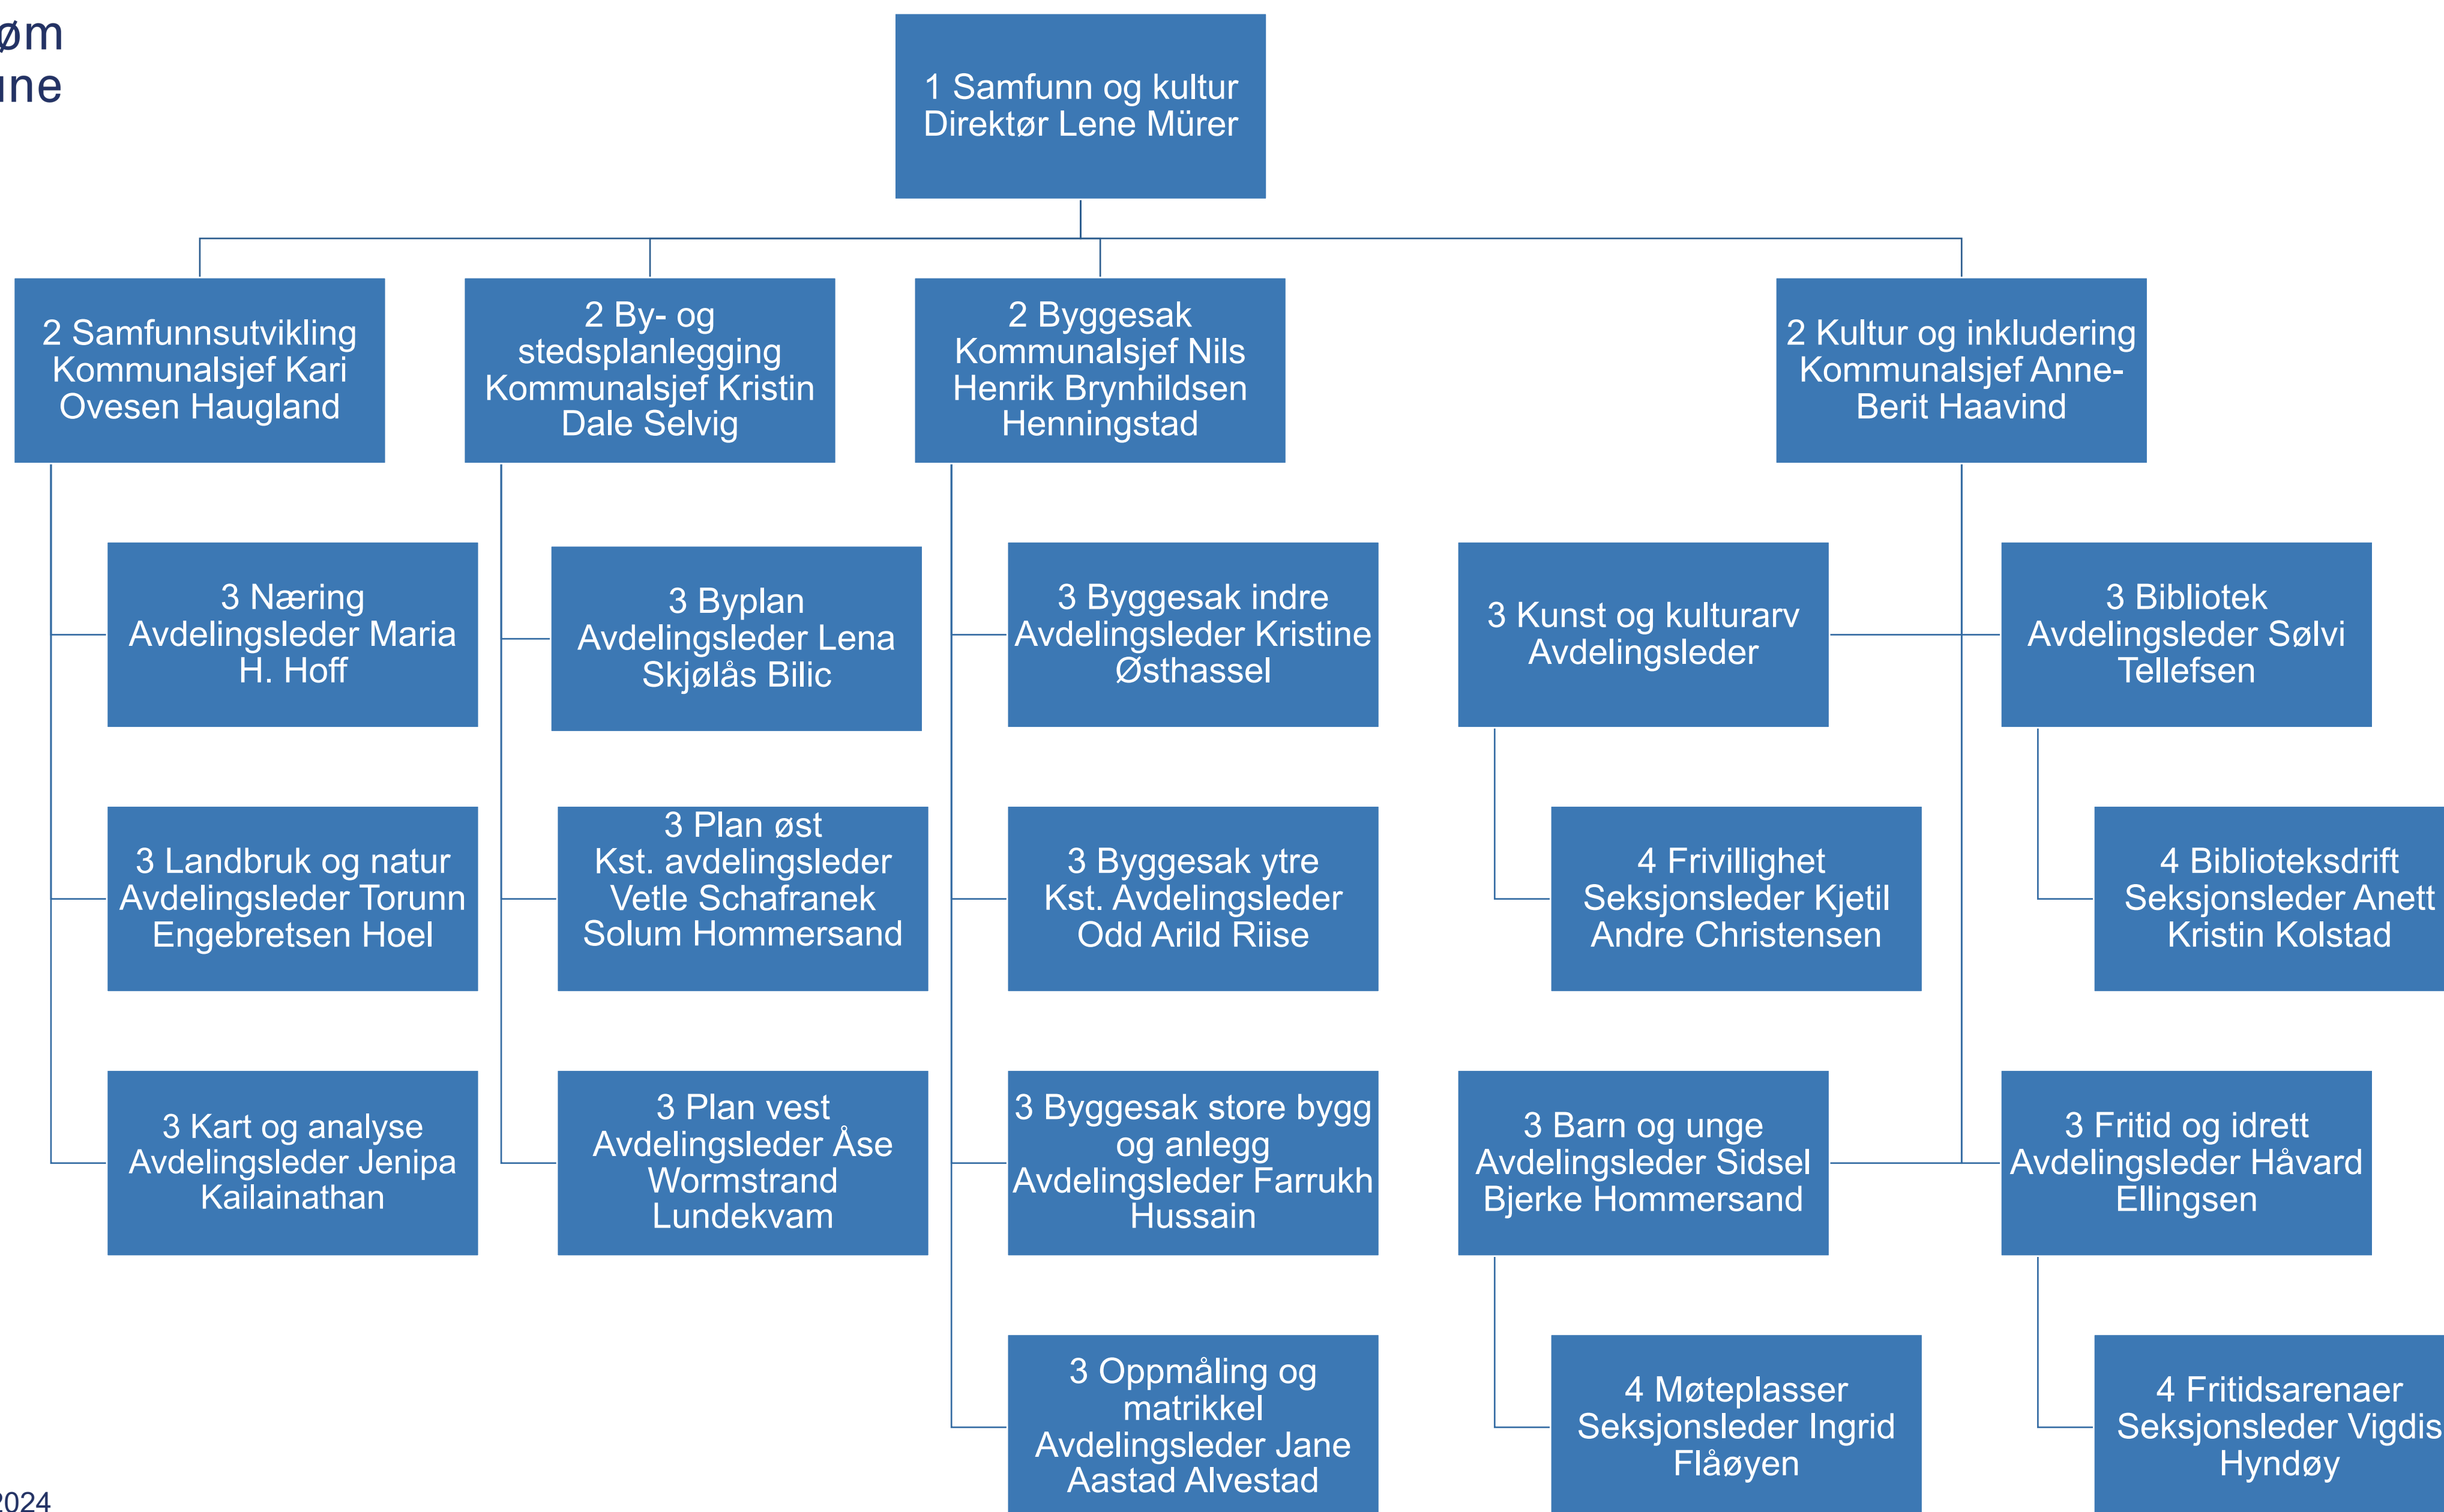 øm
une
1 Samfunn og kultur
Direktør Lene Mürer
2 Samfunnsutvikling
Kommunalsjef Kari
Ovesen Haugland
2 By- og
stedsplanlegging
Kommunalsjef Kristin
Dale Selvig
2 Byggesak
Kommunalsjef Nils
Henrik Brynhildsen
Henningstad
2 Kultur og inkludering
Kommunalsjef Anne-
Berit Haavind
3 Næring
Avdelingsleder Maria
H. Hoff
3 Byplan
Avdelingsleder Lena
Skjølås Bilic
3 Byggesak indre
Avdelingsleder Kristine
Østhassel
3 Kunst og kulturarv
Avdelingsleder
3 Bibliotek
Avdelingsleder Sølvi
Tellefsen
3 Landbruk og natur
Avdelingsleder Torunn
Engebretsen Hoel
3 Plan øst
Kst. avdelingsleder
Vetle Schafranek
Solum Hommersand
3 Byggesak ytre
Kst. Avdelingsleder
Odd Arild Riise
4 Frivillighet
Seksjonsleder Kjetil
Andre Christensen
4 Biblioteksdrift
Seksjonsleder Anett
Kristin Kolstad
3 Kart og analyse
Avdelingsleder Jenipa
Kailainathan
3 Plan vest
Avdelingsleder Åse
Wormstrand
Lundekvam
3 Byggesak store bygg
og anlegg
Avdelingsleder Farrukh
Hussain
3 Barn og unge
Avdelingsleder Sidsel
Bjerke Hommersand
3 Fritid og idrett
Avdelingsleder Håvard
Ellingsen
3 Oppmåling og
matrikkel
Avdelingsleder Jane
Aastad Alvestad
4 Møteplasser
Seksjonsleder Ingrid
Flåøyen
4 Fritidsarenaer
Seksjonsleder Vigdis
Hyndøy
2024